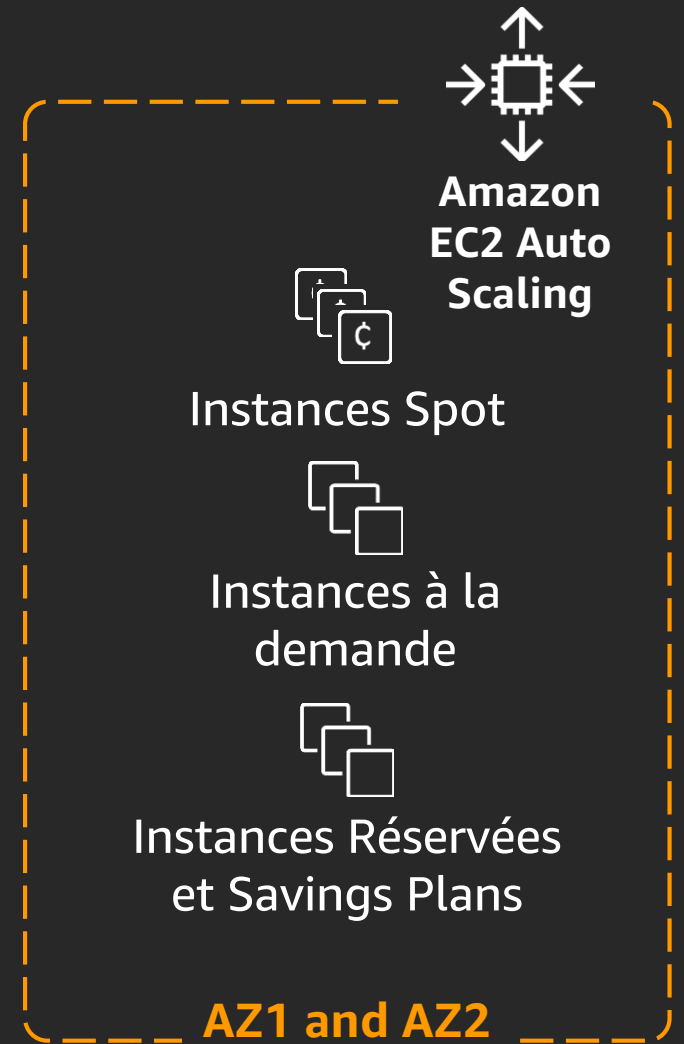 Amazon
EC2 Auto
Scaling
¢
Instances Spot
Instances à la
demande
Instances Réservées
et Savings Plans
AZ1 and AZ2